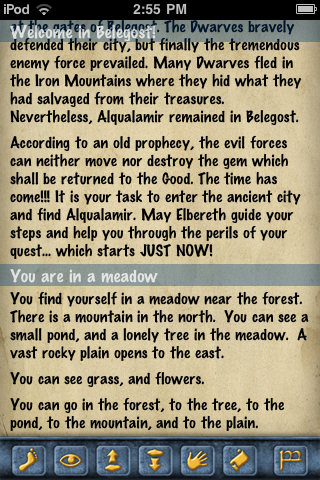 iPod 2:55 PM
at the gates of Belegost. The Dwarves bravely
Welcome in Belegost!
defended their city, but finally the tremendous
enemy force prevailed. Many Dwarves fled in
the Iron Mountains where they hid what they
had salvaged from their treasures.
Nevertheless, Alqualamir remained in Belegost.
According to an old prophecy, the evil forces
can neither move nor destroy the gem which
shall be returned to the Good. The time has
come!!! It is your task to enter the ancient city
and find Alqualamir. May Elbereth guide your
steps and help you through the perils of your
quest... which starts JUST NOW!
You are in a meadow
You find yourself in a meadow near the forest.
There is a mountain in the north. You can see a
small pond, and a lonely tree in the meadow. A
vast rocky plain opens to the east.
You can see grass, and flowers.
You can go in the forest, to the tree, to the
pond, to the mountain, and to the plain.